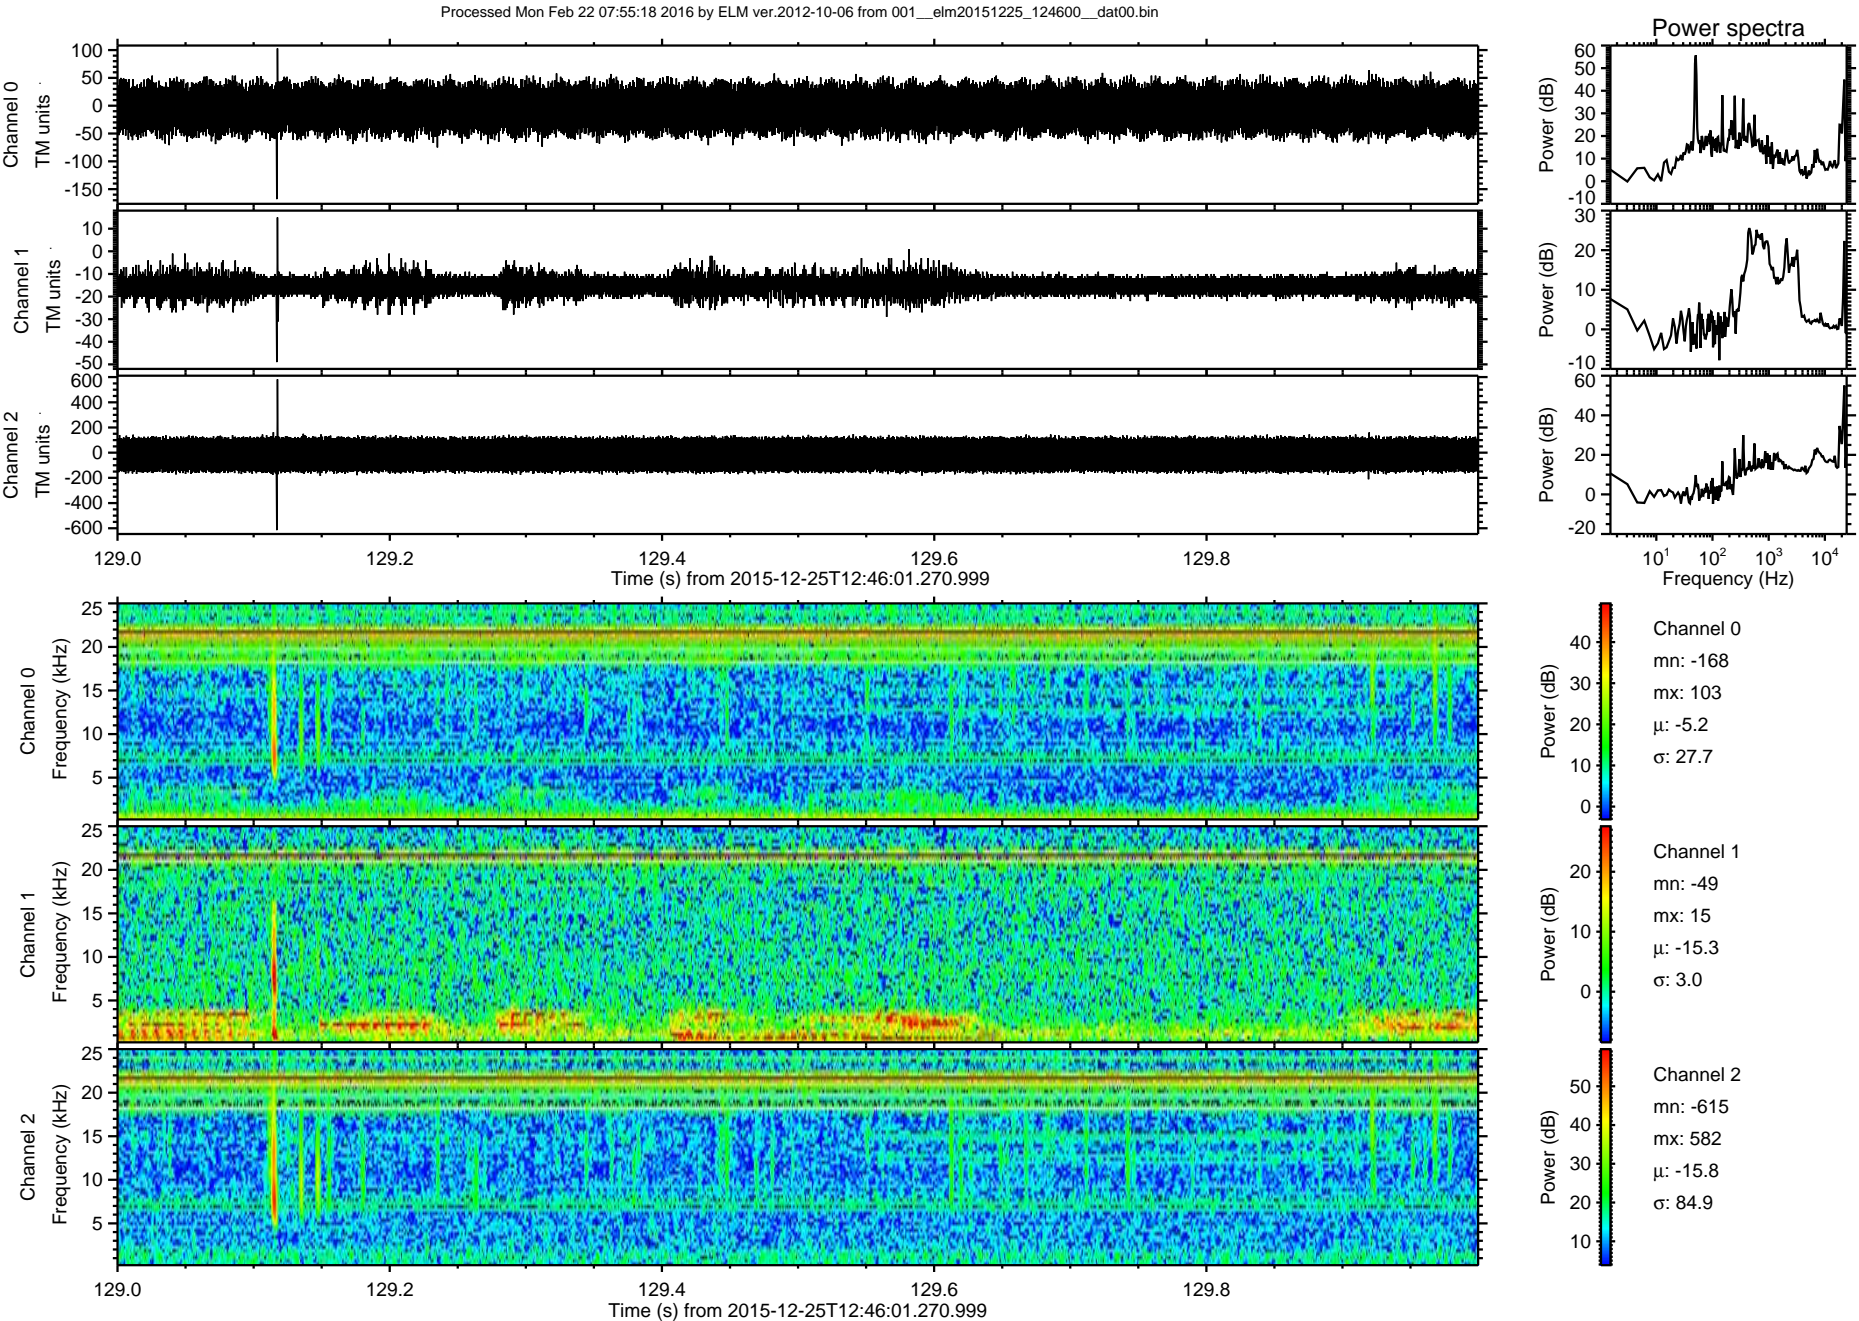 Processed Mon Feb 22 07:55:18 2016 by ELM ver.2012-10-06 from 001__elm20151225_124600__dat00.bin
Power spectra
Channel 0
TM units
100
50
0
-50
-100
-150
Power (dB)
60
50
40
30
20
10
0
-10
Channel 1
TM units
10
0
-10
-20
-30
-40
-50
Power (dB)
30
20
10
0
-10
Channel 2
TM units
600
400
200
0
-200
-400
-600
Power (dB)
60
40
20
0
-20
129.0 129.2 129.4 129.6 129.8
Time (s) from 2015-12-25T12:46:01.270.999
10^1 10^2 10^3 10^4
Frequency (Hz)
Channel 0
Frequency (kHz)
25
20
15
10
5
Power (dB)
40
30
20
10
0
Channel 0
mn: -168
mx: 103
μ: -5.2
σ: 27.7
Channel 1
Frequency (kHz)
25
20
15
10
5
Power (dB)
20
10
0
Channel 1
mn: -49
mx: 15
μ: -15.3
σ: 3.0
Channel 2
Frequency (kHz)
25
20
15
10
5
Power (dB)
50
40
30
20
10
Channel 2
mn: -615
mx: 582
μ: -15.8
σ: 84.9
129.0 129.2 129.4 129.6 129.8
Time (s) from 2015-12-25T12:46:01.270.999